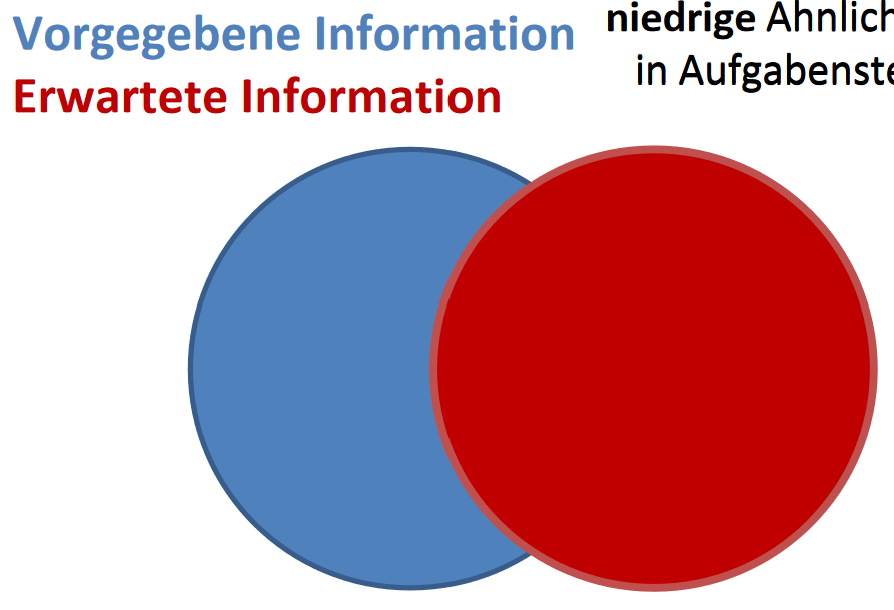 Vorgegebene Information
Erwartete Information
niedrige Ähnlich
in Aufgabenste